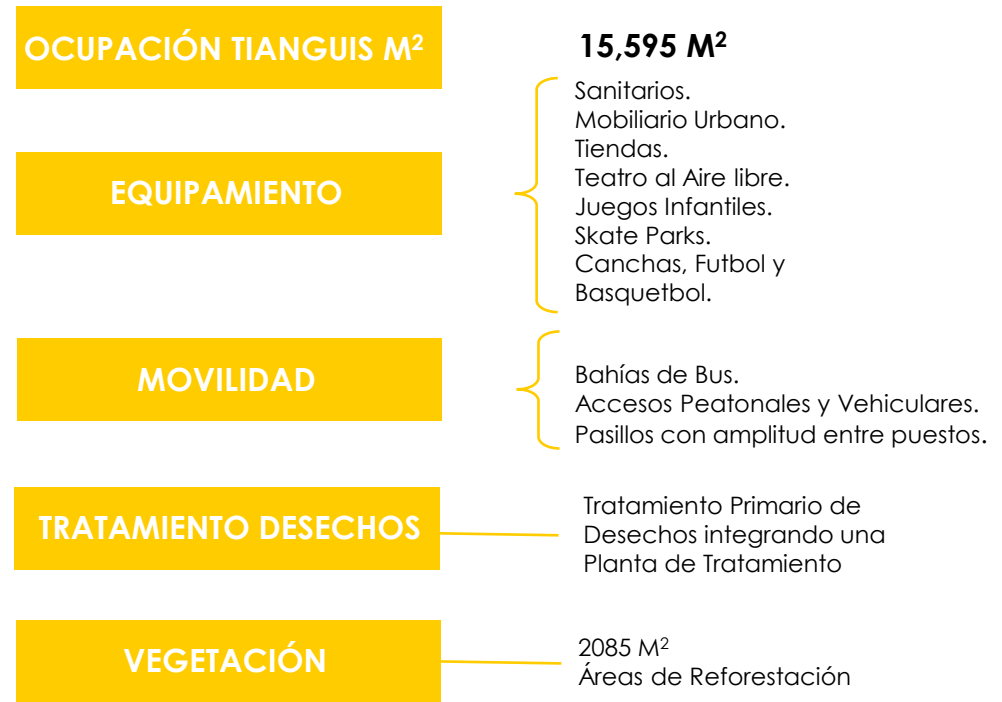 OCUPACIÓN TIANGUIS M²
15,595 M²
EQUIPAMIENTO
Sanitarios.
Mobiliario Urbano.
Tiendas.
Teatro al Aire libre.
Juegos Infantiles.
Skate Parks.
Canchas, Futbol y
Basquetbol.
MOVILIDAD
Bahías de Bus.
Accesos Peatonales y Vehiculares.
Pasillos con amplitud entre puestos.
TRATAMIENTO DESECHOS
Tratamiento Primario de
Desechos integrando una
Planta de Tratamiento
VEGETACIÓN
2085 M²
Áreas de Reforestación